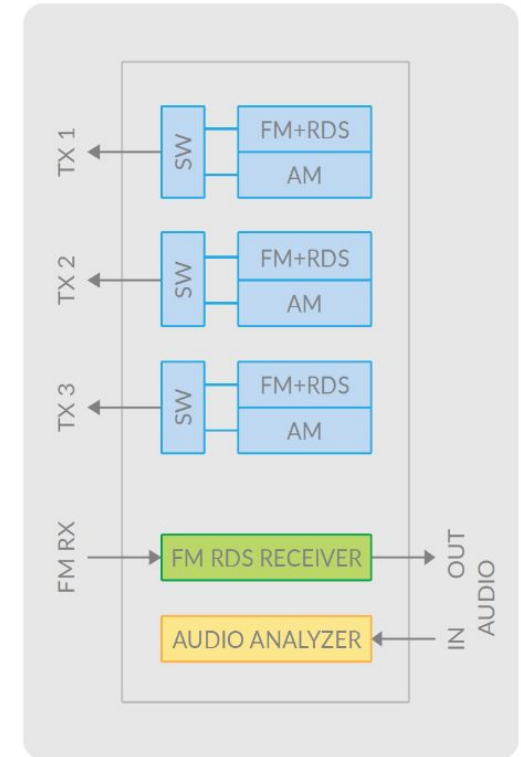 TX 1
SW
FM+RDS
AM
TX 2
SW
FM+RDS
AM
TX 3
SW
FM+RDS
AM
FM RX
FM RDS RECEIVER
OUT
AUDIO ANALYZER
IN
AUDIO